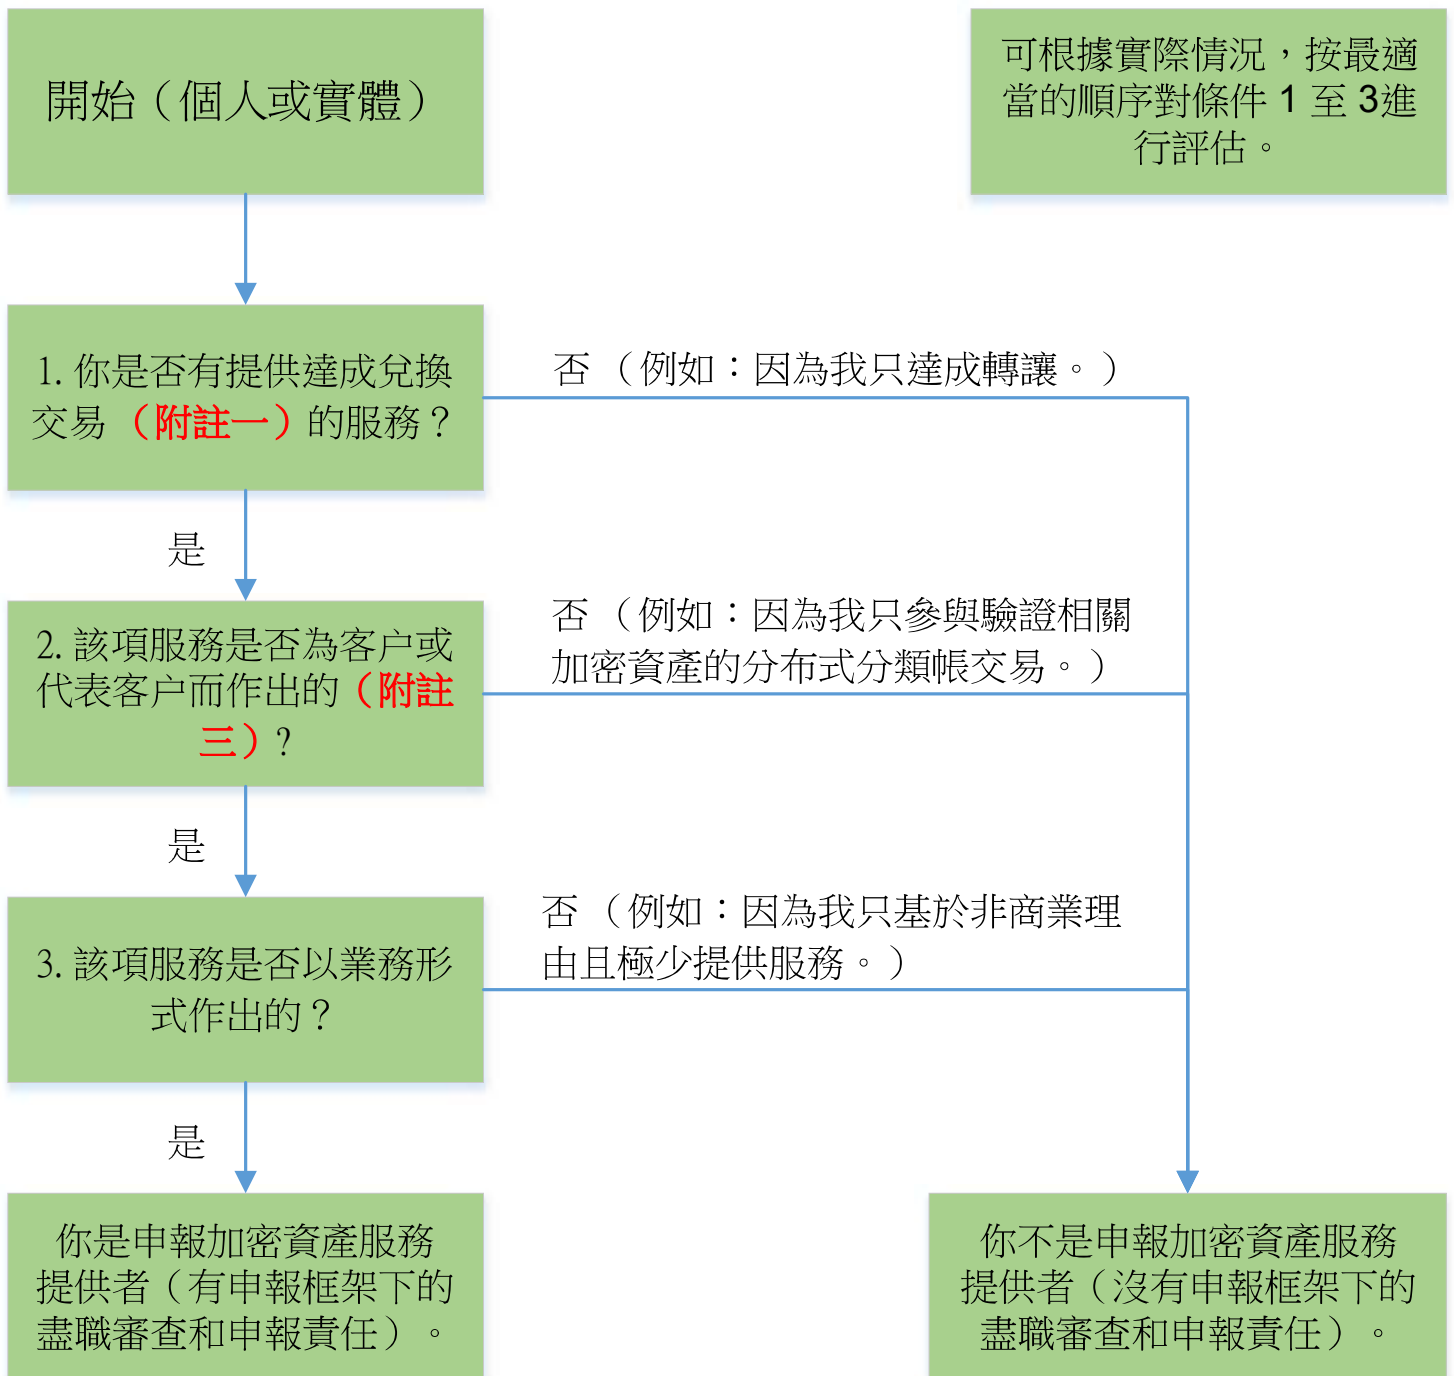 開始（個人或實體）
可根據實際情況，按最適
當的順序對條件 1 至 3進
行評估。
1. 你是否有提供達成兌換
交易 （附註一）的服務？
否 （例如：因為我只達成轉讓。）
是
2. 該項服務是否為客户或
代表客户而作出的（附註
三）?
否 （例如：因為我只參與驗證相關
加密資產的分布式分類帳交易。）
是
3. 該項服務是否以業務形
式作出的？
否 （例如：因為我只基於非商業理
由且極少提供服務。）
是
你是申報加密資產服務
提供者（有申報框架下的
盡職審查和申報責任）。
你不是申報加密資產服務
提供者（沒有申報框架下的
盡職審查和申報責任）。